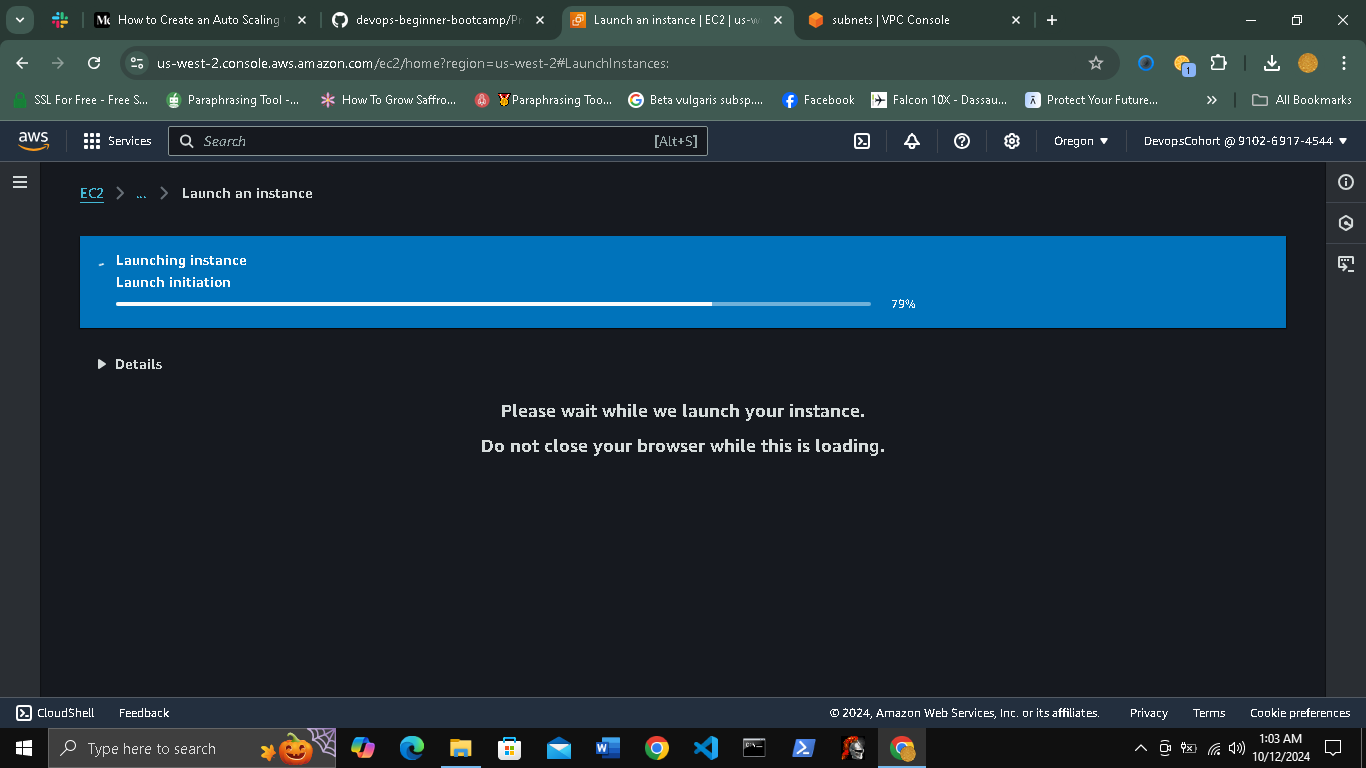 How to Create an Auto Scaling
devops-beginner-bootcamp/Pr
Launch an instance | EC2 | us-w
subnets | VPC Console
us-west-2.console.aws.amazon.com/ec2/home?region=us-west-2#LaunchInstances:
1
SSL For Free - Free S...
Paraphrasing Tool -...
How To Grow Saffro...
Paraphrasing Too...
Beta vulgaris subsp....
Facebook
Falcon 10X - Dassau...
Protect Your Future...
All Bookmarks
aws
Services
Search
[Alt+S]
Oregon
DevopsCohort @ 9102-6917-4544
EC2
...
Launch an instance
Launching instance
Launch initiation
79%
Details
Please wait while we launch your instance.
Do not close your browser while this is loading.
CloudShell
Feedback
© 2024, Amazon Web Services, Inc. or its affiliates.
Privacy
Terms
Cookie preferences
Type here to search
1:03 AM
10/12/2024